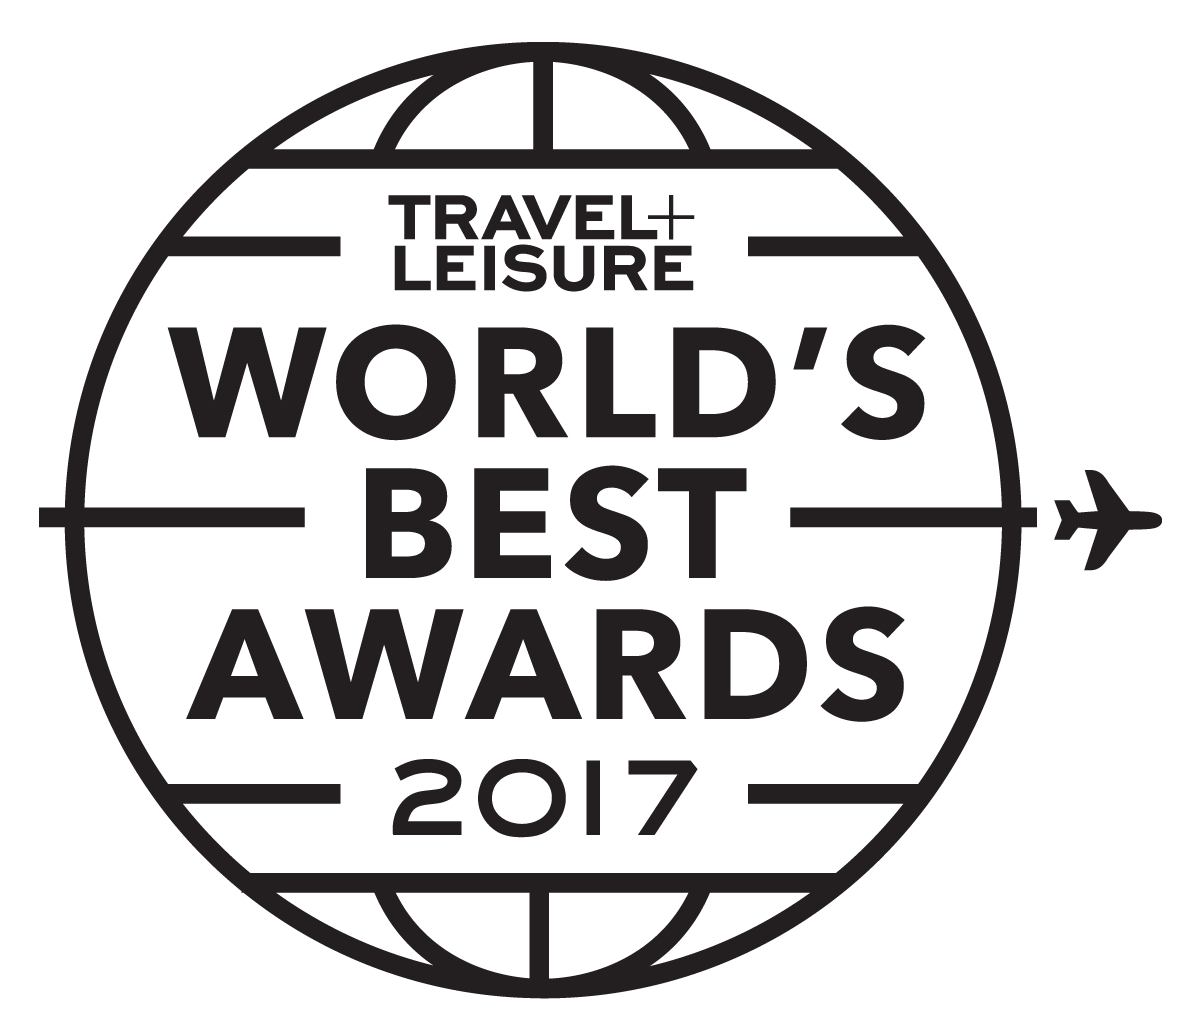 TRAVEL+
LEISURE
WORLD'S
BEST
AWARDS
2017